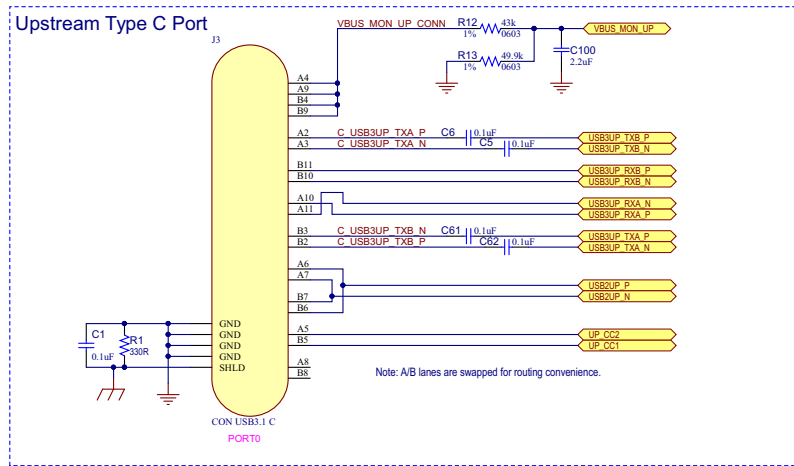 Upstream Type C Port
J3
VBUS_MON_UP_CONN
R12
43k
1%
0603
VBUS_MON_UP
R13
49.9k
1%
0603
C100
2.2uF
A4
A9
B4
B9
A2
C_USB3UP_TXA_P
C6
0.1uF
USB3UP_TXB_P
A3
C_USB3UP_TXA_N
C5
0.1uF
USB3UP_TXB_N
B11
USB3UP_RXB_P
B10
USB3UP_RXB_N
A10
USB3UP_RXA_N
A11
USB3UP_RXA_P
B3
C_USB3UP_TXB_N
C61
0.1uF
USB3UP_TXA_P
B2
C_USB3UP_TXB_P
C62
0.1uF
USB3UP_TXA_N
A6
A7
USB2UP_P
B7
USB2UP_N
B6
C1
0.1uF
R1
330R
GND
GND
GND
GND
SHLD
A5
UP_CC2
B5
UP_CC1
A8
B8
Note: A/B lanes are swapped for routing convenience.
CON USB3.1 C
PORT0